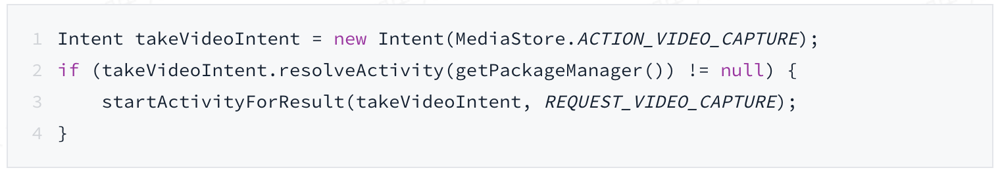 1 Intent takeVideoIntent = new Intent(MediaStore.ACTION_VIDEO_CAPTURE);
2 if (takeVideoIntent.resolveActivity(getPackageManager()) != null) {
3     startActivityForResult(takeVideoIntent, REQUEST_VIDEO_CAPTURE);
4 }